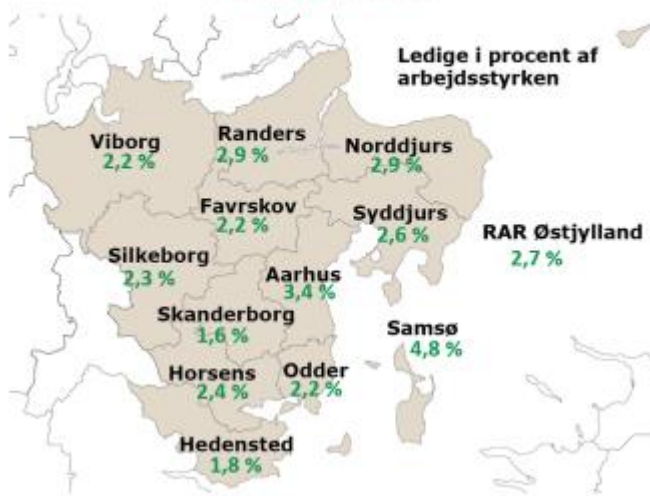 Ledige i procent af
arbejdsstyrken
Viborg
2,2 %
Randers
2,9 %
Norddjurs
2,9 %
Favrskov
2,2 %
Syddjurs
2,6 %
RAR Østjylland
2,7 %
Silkeborg
2,3 %
Aarhus
3,4 %
Skanderborg
1,6 %
Samsø
4,8 %
Horsens
2,4 %
Odder
2,2 %
Hedensted
1,8 %